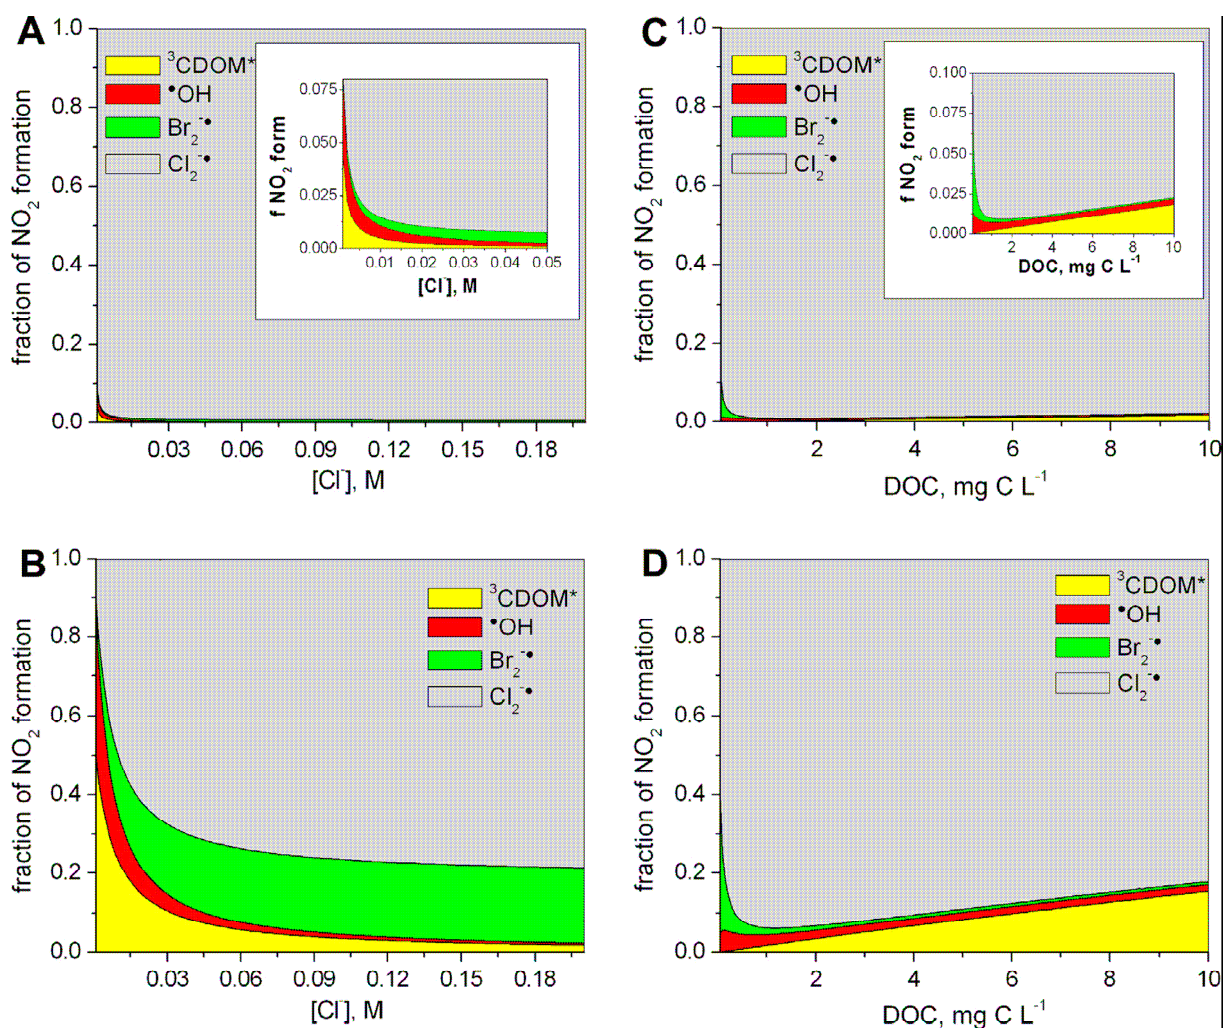 A
fraction of NO2 formation
1.0
0.8
0.6
0.4
0.2
0.0
3CDOM*
•OH
Br2-•
Cl2-•
f NO2 form
0.075
0.050
0.025
0.000
0.01 0.02 0.03 0.04 0.05
[Cl-], M
0.03 0.06 0.09 0.12 0.15 0.18
[Cl-], M
C
fraction of NO2 formation
1.0
0.8
0.6
0.4
0.2
0.0
3CDOM*
•OH
Br2-•
Cl2-•
f NO2 form
0.100
0.075
0.050
0.025
0.000
2 4 6 8 10
DOC, mg C L-1
2 4 6 8 10
DOC, mg C L-1
B
fraction of NO2 formation
1.0
0.8
0.6
0.4
0.2
0.0
3CDOM*
•OH
Br2-•
Cl2-•
0.03 0.06 0.09 0.12 0.15 0.18
[Cl-], M
D
fraction of NO2 formation
1.0
0.8
0.6
0.4
0.2
0.0
3CDOM*
•OH
Br2-•
Cl2-•
2 4 6 8 10
DOC, mg C L-1